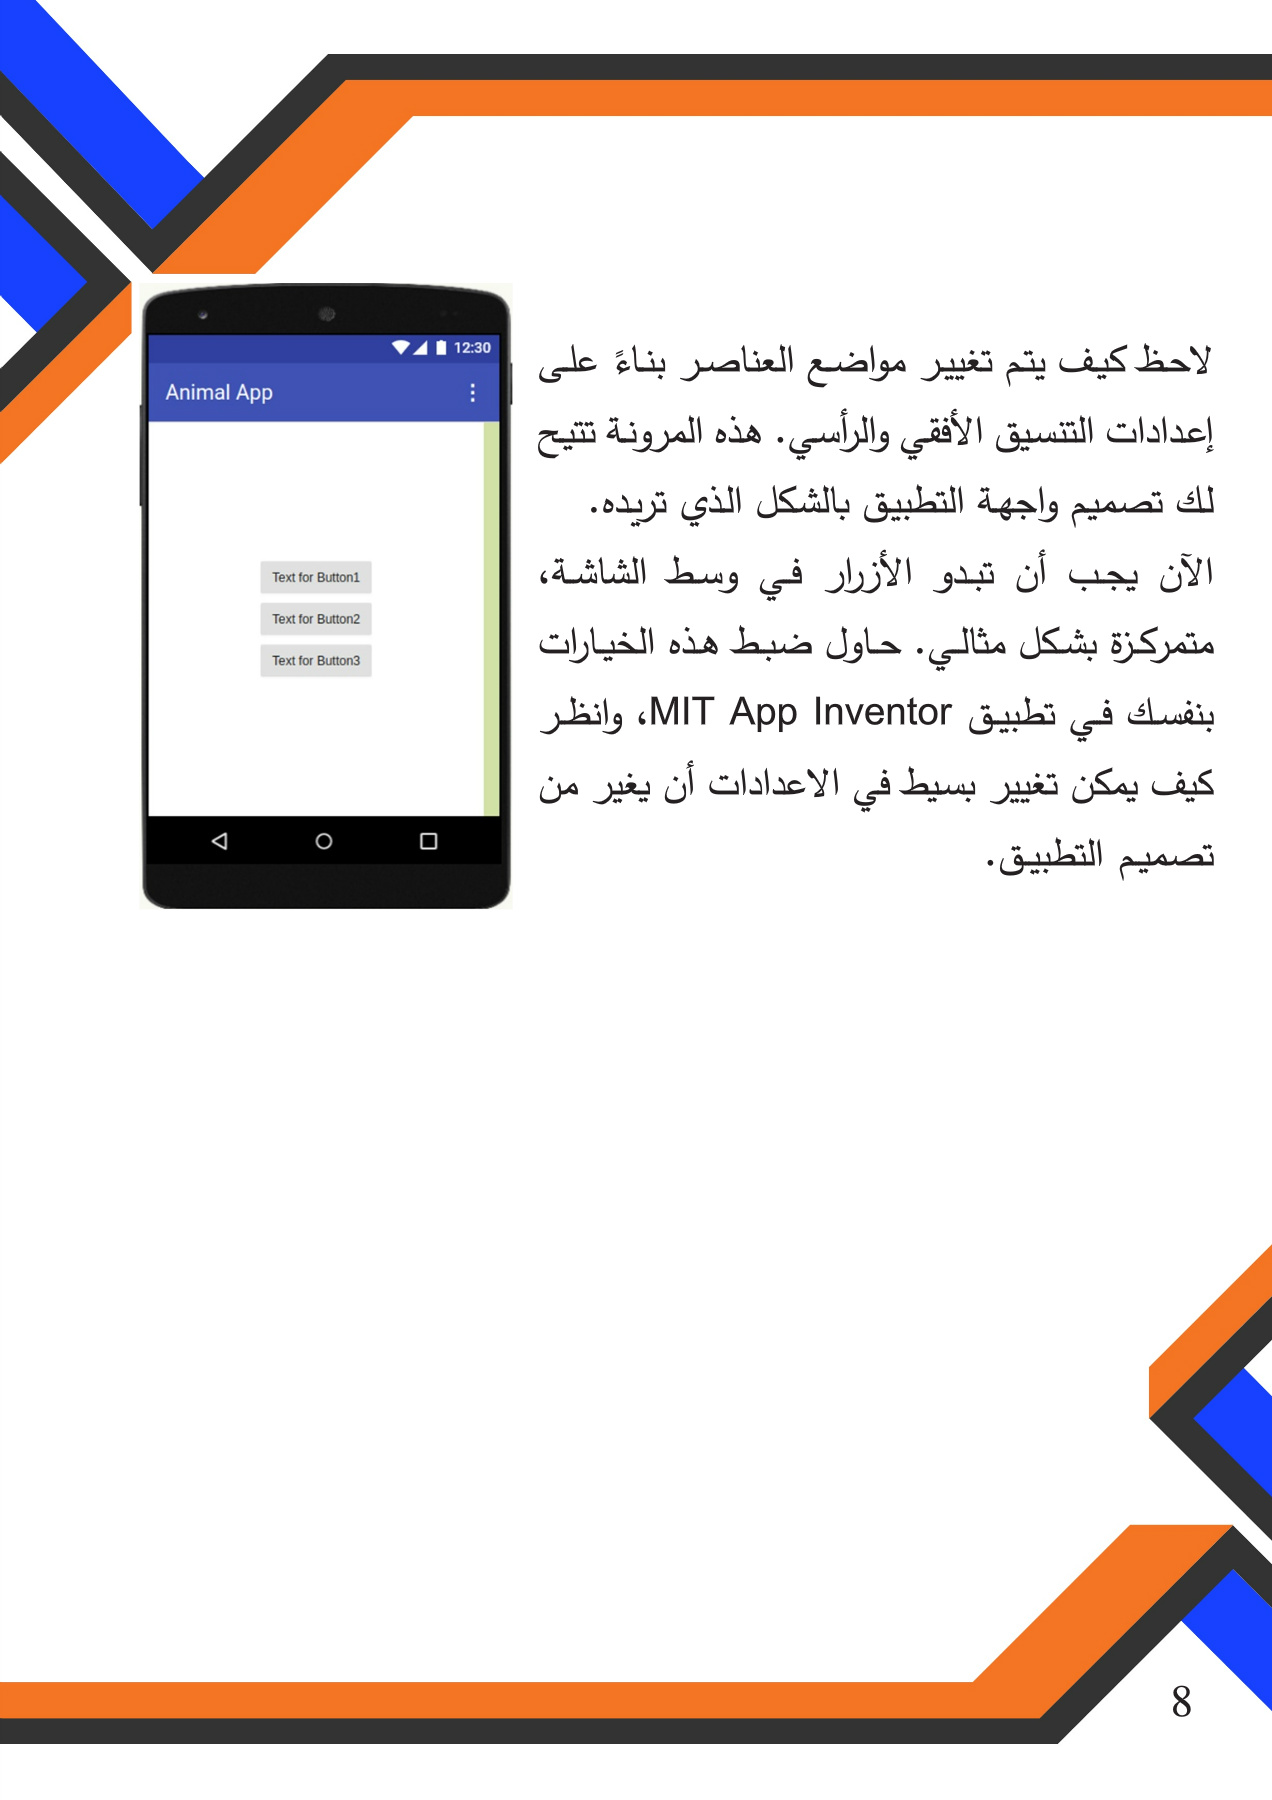 لاحظ كيف يتم تغيير مواضع العناصر بناءً على
إعدادات التنسيق الأفقي والرأسي. هذه المرونة تتيح
لك تصميم واجهة التطبيق بالشكل الذي تريده.
الآن يجب أن تبدو الأزرار في وسط الشاشة،
متمركزة بشكل مثالي. حاول ضبط هذه الخيارات
بنفسك في تطبيق MIT App Inventor، وانظر
كيف يمكن تغيير بسيط في الاعدادات أن يغير من
تصميم التطبيق.
12:30
Animal App
Text for Button1
Text for Button2
Text for Button3
8